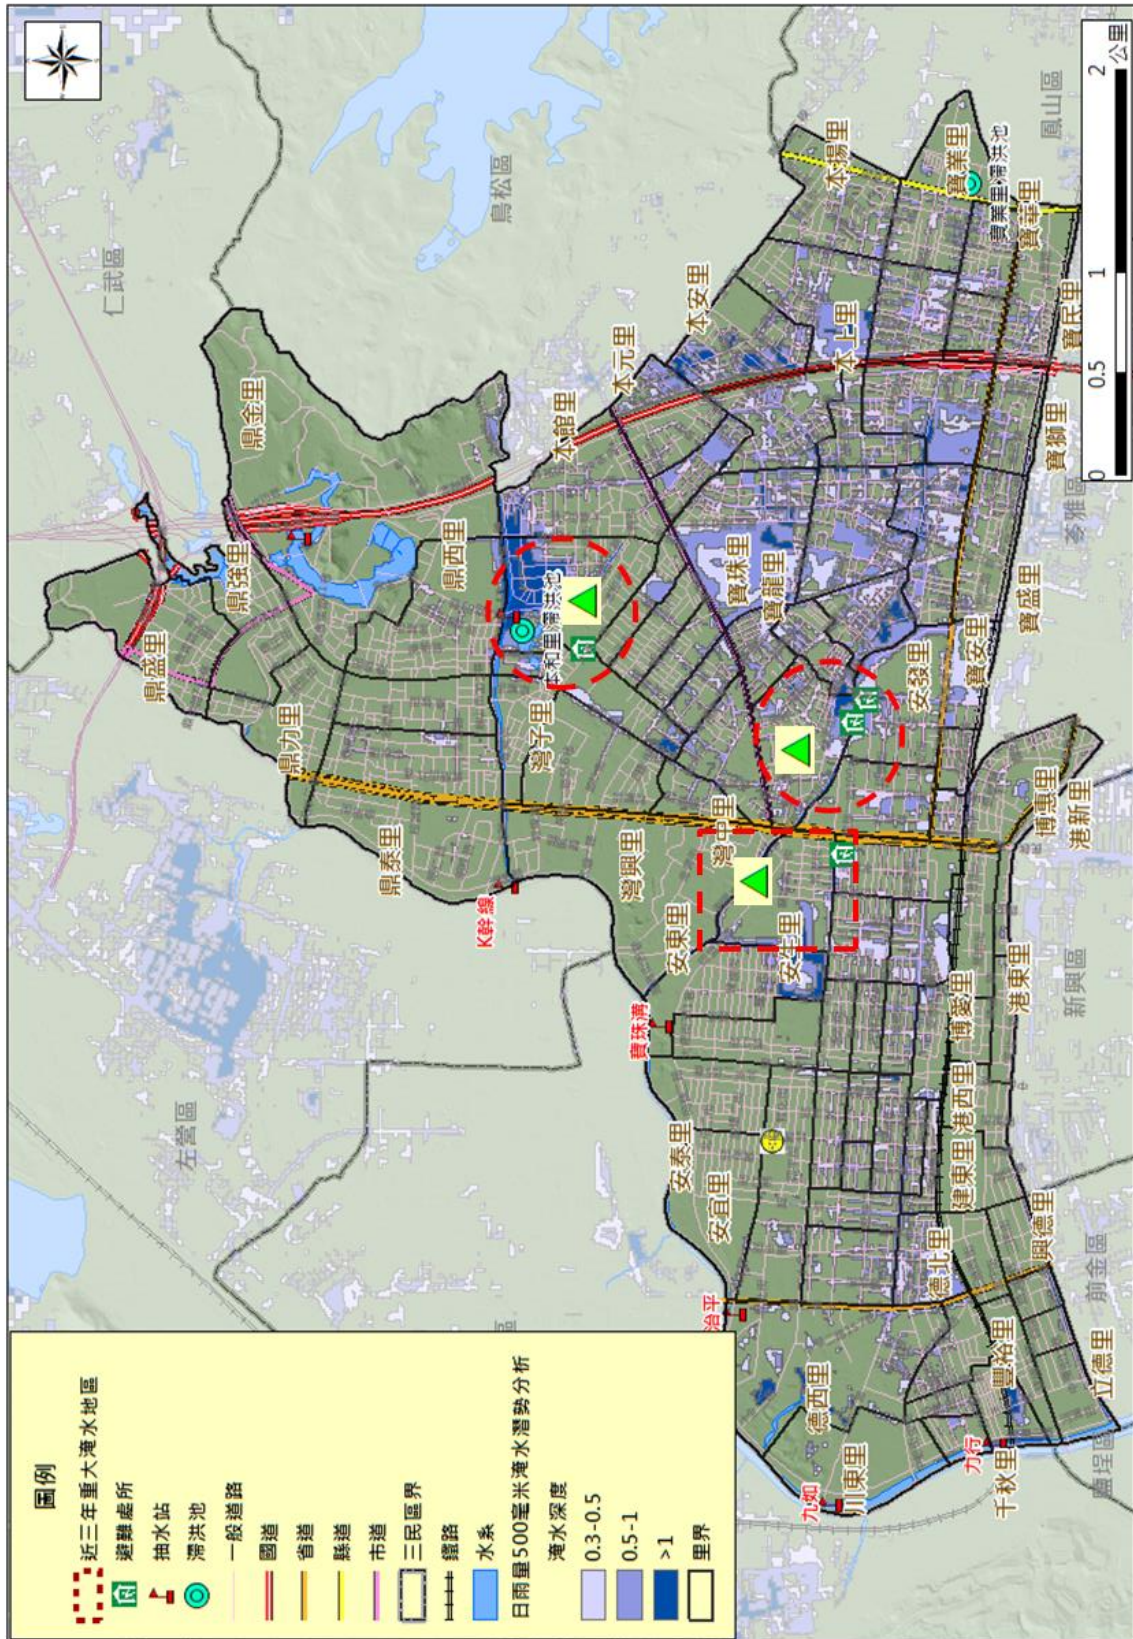 圖例
近三年重大淹水地區
避難處所
抽水站
滯洪池
一般道路
國道
省道
縣道
市道
三民區界
鐵路
水系
日雨量500毫米淹水潛勢分析
淹水深度
0.3-0.5
0.5-1
>1
里界
仁武區
鳥松區
鳳山區
左營區
苓雅區
新興區
前金區
鹽埕區
區
鼎金里
鼎強里
鼎盛里
鼎力里
鼎西里
鼎泰里
本館里
本元里
本安里
本揚里
本上里
寶業里
寶業里滯洪池
寶華里
寶民里
寶獅里
寶盛里
寶安里
安發里
寶珠里
寶龍里
本和里滯洪池
灣子里
灣中里
灣興里
安東里
安生里
K幹線
寶珠溝
博惠里
港新里
港東里
博愛里
港西里
建東里
安泰里
安宜里
治平
德北里
興德里
德西里
豐裕里
立德里
川東里
千秋里
九如
力行
0
0.5
1
2
公里